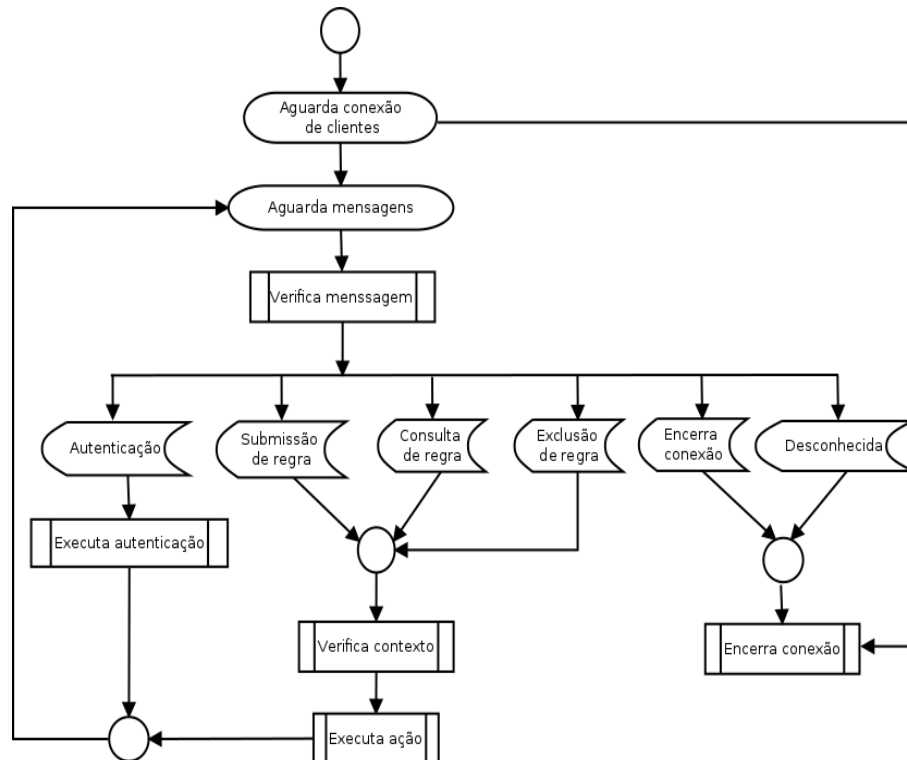 Aguarda conexão
de clientes
Aguarda mensagens
Verifica menssagem
Autenticação
Submissão
de regra
Consulta
de regra
Exclusão
de regra
Encerra
conexão
Desconhecida
Executa autenticação
Verifica contexto
Encerra conexão
Executa ação